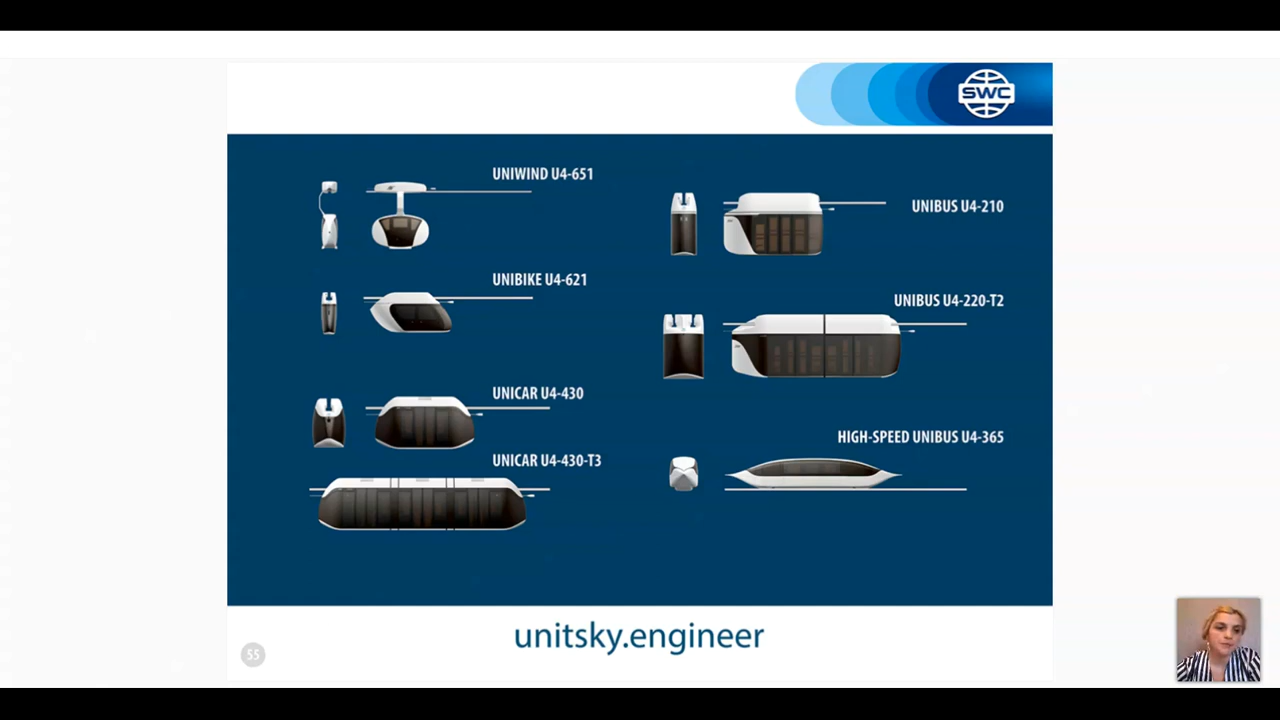 SWC
UNIWIND U4-651
UNIBIKE U4-621
UNICAR U4-430
UNICAR U4-430-T3
UNIBUS U4-210
UNIBUS U4-220-T2
HIGH-SPEED UNIBUS U4-365
unitsky.engineer
55